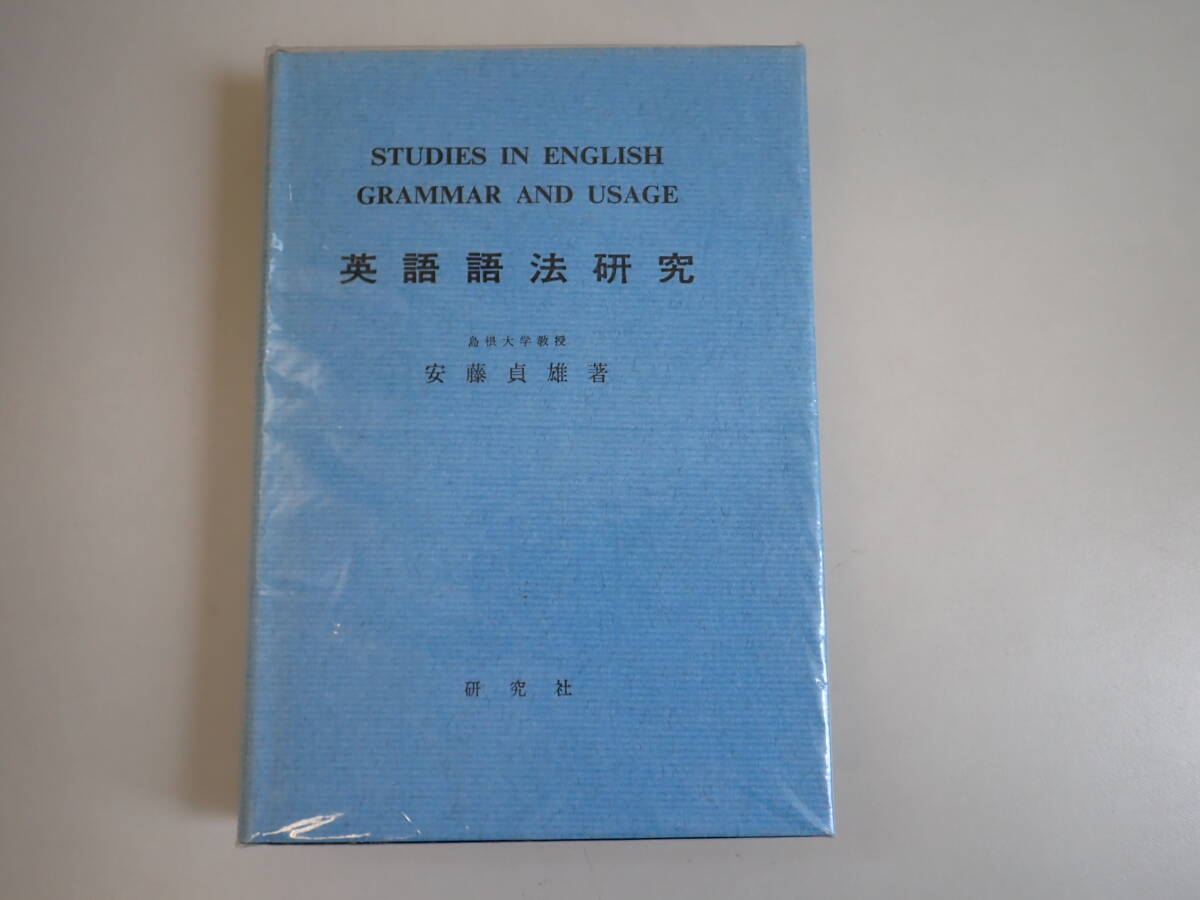 STUDIES IN ENGLISH
GRAMMAR AND USAGE
英語語法研究
島根大学教授
安藤貞雄著
研究社